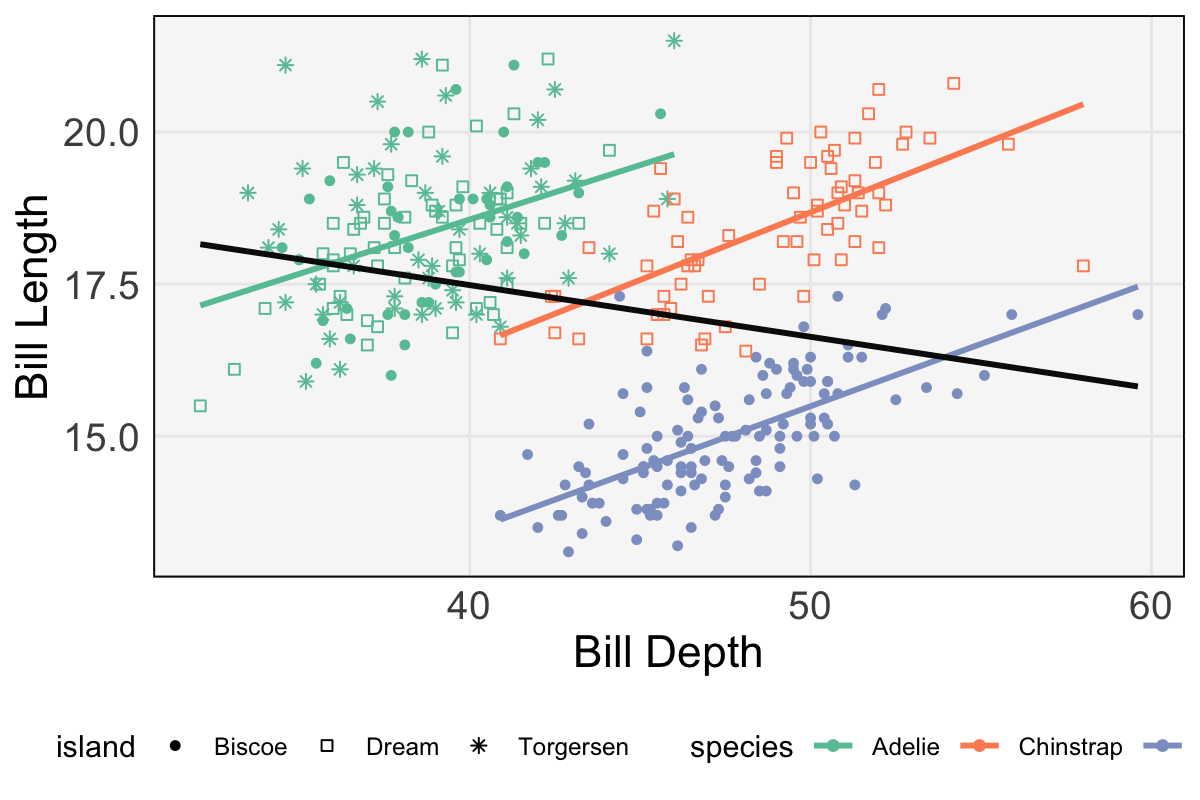 20.0
17.5
15.0
Bill Length
40 50 60
Bill Depth
island Biscoe Dream Torgersen species Adelie Chinstrap